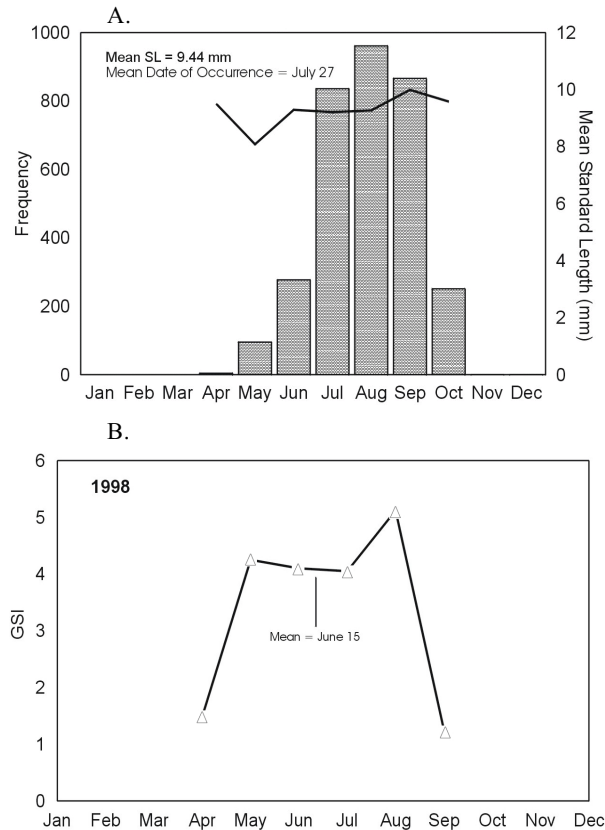 A.
1000
800
600
400
200
0
Frequency
Mean SL = 9.44 mm
Mean Date of Occurrence = July 27
12
10
8
6
4
2
0
Mean Standard Length (mm)
Jan Feb Mar Apr May Jun Jul Aug Sep Oct Nov Dec
B.
6
5
4
3
2
1
0
GSI
1998
Mean = June 15
Jan Feb Mar Apr May Jun Jul Aug Sep Oct Nov Dec